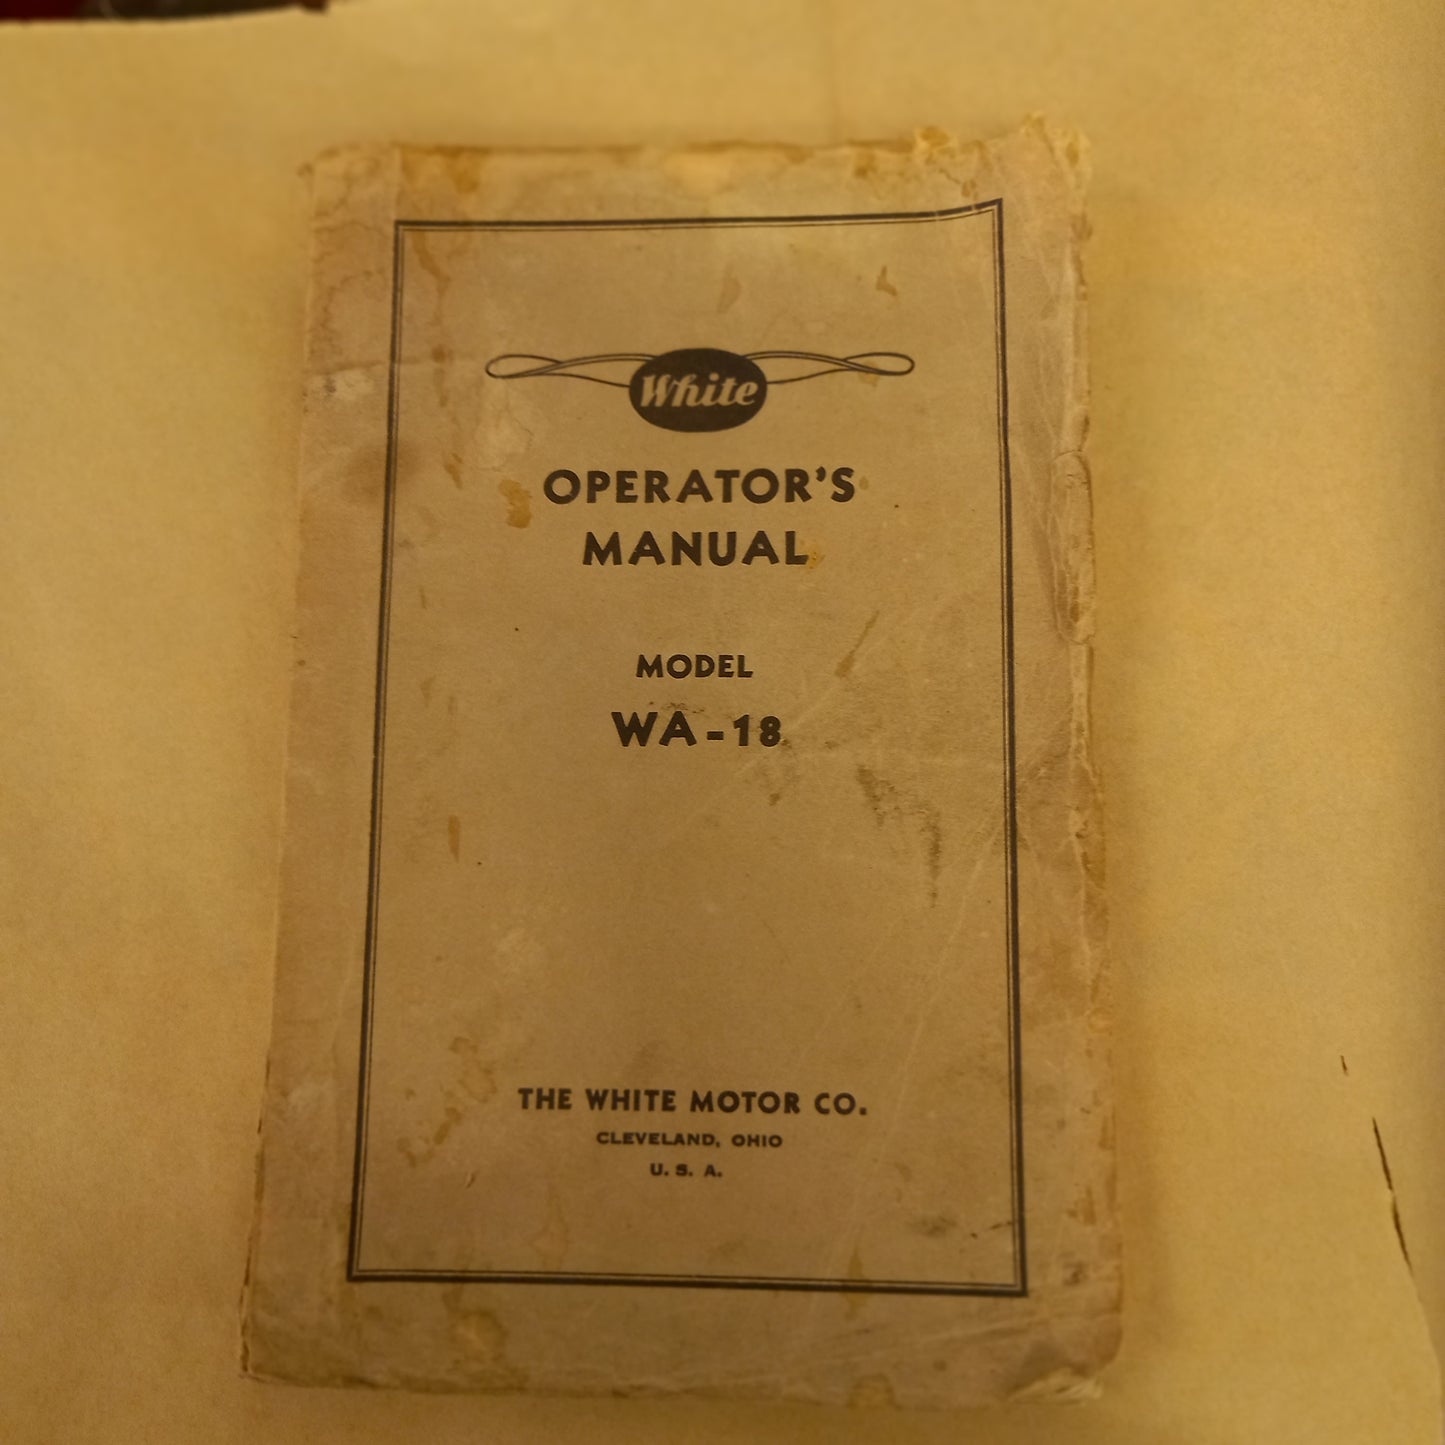 White
OPERATOR'S
MANUAL
MODEL
WA-18
THE WHITE MOTOR CO.
CLEVELAND, OHIO
U. S. A.